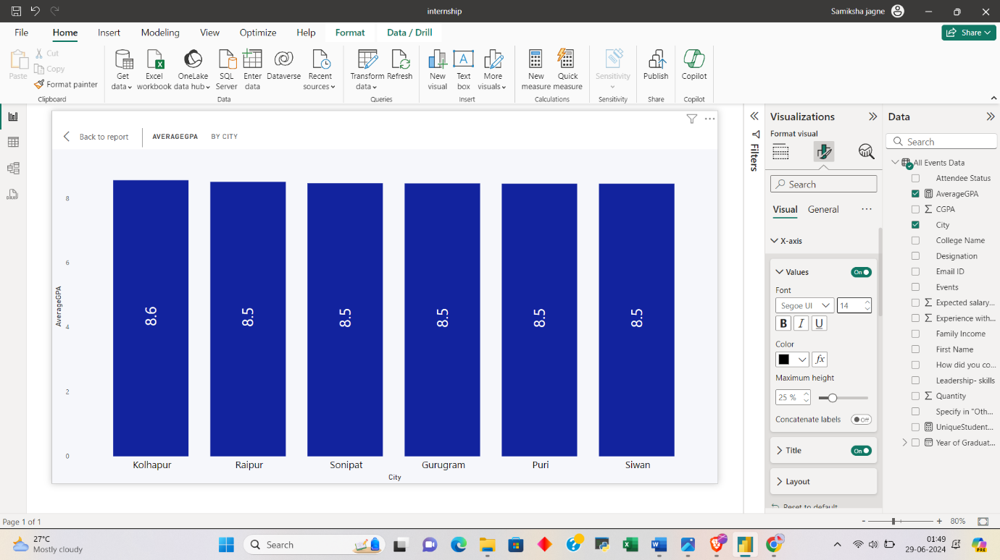 internship
Samiksha jagne
File Home Insert Modeling View Optimize Help Format Data / Drill
Share
Paste
Cut
Copy
Format painter
Clipboard
Get data
Excel workbook
OneLake data hub
SQL Server
Enter data
Dataverse
Recent sources
Data
Transform data
Refresh
Queries
New visual
Text box
More visuals
Insert
New measure
Quick measure
Calculations
Sensitivity
Sensitivity
Publish
Share
Copilot
Copilot
Back to report
AVERAGEGPA BY CITY
AverageGPA
8
6
4
2
0
8.6 8.5 8.5 8.5 8.5 8.5
Kolhapur Raipur Sonipat Gurugram Puri Siwan
City
Filters
Visualizations
Format visual
Search
Visual General
X-axis
Values On
Font
Segoe UI 14
B I U
Color
fx
Maximum height
25 %
Concatenate labels Off
Title On
Layout
Reset to default
Data
Search
All Events Data
Attendee Status
AverageGPA
CGPA
City
College Name
Designation
Email ID
Events
Expected salary...
Experience with...
Family Income
First Name
How did you co...
Leadership- skills
Quantity
Specify in "Oth...
UniqueStudent...
Year of Graduat...
Page 1 of 1
- + 80%
27°C
Mostly cloudy
Search
01:49
29-06-2024
PRE